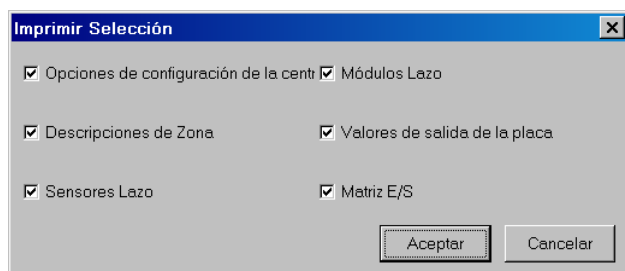 Imprimir Selección
Opciones de configuración de la centr
Módulos Lazo
Descripciones de Zona
Valores de salida de la placa
Sensores Lazo
Matriz E/S
Aceptar
Cancelar